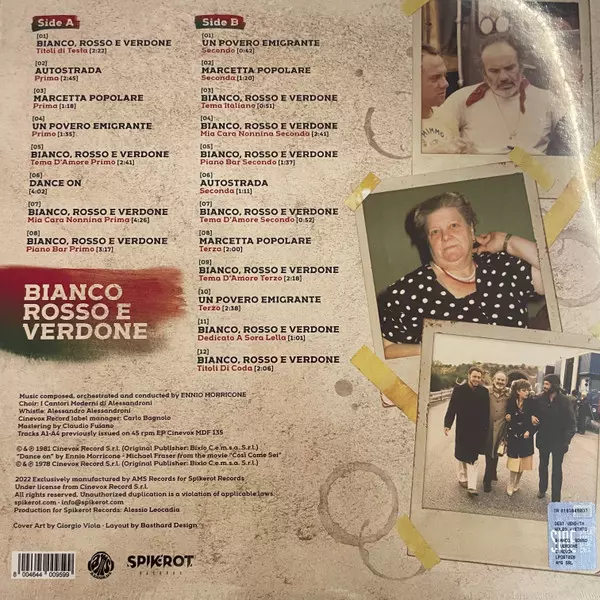 Side A
[01]
BIANCO, ROSSO E VERDONE
Titoli di Testa [2:22]
[02]
AUTOSTRADA
Prima [2:45]
[03]
MARCETTA POPOLARE
Prima [1:18]
[04]
UN POVERO EMIGRANTE
Primo [1:35]
[05]
BIANCO, ROSSO E VERDONE
Tema D'Amore Primo [2:41]
[06]
DANCE ON
[4:02]
[07]
BIANCO, ROSSO E VERDONE
Mia Cara Nonnina Prima [4:26]
[08]
BIANCO, ROSSO E VERDONE
Piano Bar Primo [3:17]
Side B
[01]
UN POVERO EMIGRANTE
Secondo [0:42]
[02]
MARCETTA POPOLARE
Seconda [1:20]
[03]
BIANCO, ROSSO E VERDONE
Tema Italiano [0:51]
[04]
BIANCO, ROSSO E VERDONE
Mia Cara Nonnina Secondo [2:41]
[05]
BIANCO, ROSSO E VERDONE
Piano Bar Secondo [1:37]
[06]
AUTOSTRADA
Seconda [1:11]
[07]
BIANCO, ROSSO E VERDONE
Tema D'Amore Secondo [0:52]
[08]
MARCETTA POPOLARE
Terza [2:00]
[09]
BIANCO, ROSSO E VERDONE
Tema D'Amore Terzo [2:18]
[10]
UN POVERO EMIGRANTE
Terzo [2:38]
[11]
BIANCO, ROSSO E VERDONE
Dedicato A Sora Lella [1:01]
[12]
BIANCO, ROSSO E VERDONE
Titoli Di Coda [2:06]
BIANCO
ROSSO E
VERDONE
Music composed, orchestrated and conducted by ENNIO MORRICONE
Choir: I Cantori Moderni di Alessandroni
Whistle: Alessandro Alessandroni
Cinevox Record label manager: Carlo Bagnolo
Mastering by Claudio Fuiano
Tracks A1-A4 previously issued on 45 rpm EP Cinevox MDF 135
© & ℗ 1981 Cinevox Record S.r.l. (Original Publisher: Bixio C.e.m.s.a. S.r.l.)
"Dance on" by Ennio Morricone - Michael Fraser from the movie "Così Come Sei"
© & ℗ 1978 Cinevox Record S.r.l. (Original Publisher: Bixio C.e.m.s.a. S.r.l.)
2022 Exclusively manufactured by AMS Records for Spikerot Records
Under license from Cinevox Record S.r.l.
All rights reserved. Unauthorized duplication is a violation of applicable laws
spikerot.com - info@spikerot.com
Production for Spikerot Records: Alessio Leocadia
Cover Art by Giorgio Viola - Layout by Basthard Design
8 004644 009599
SPIKEROT
RECORDS